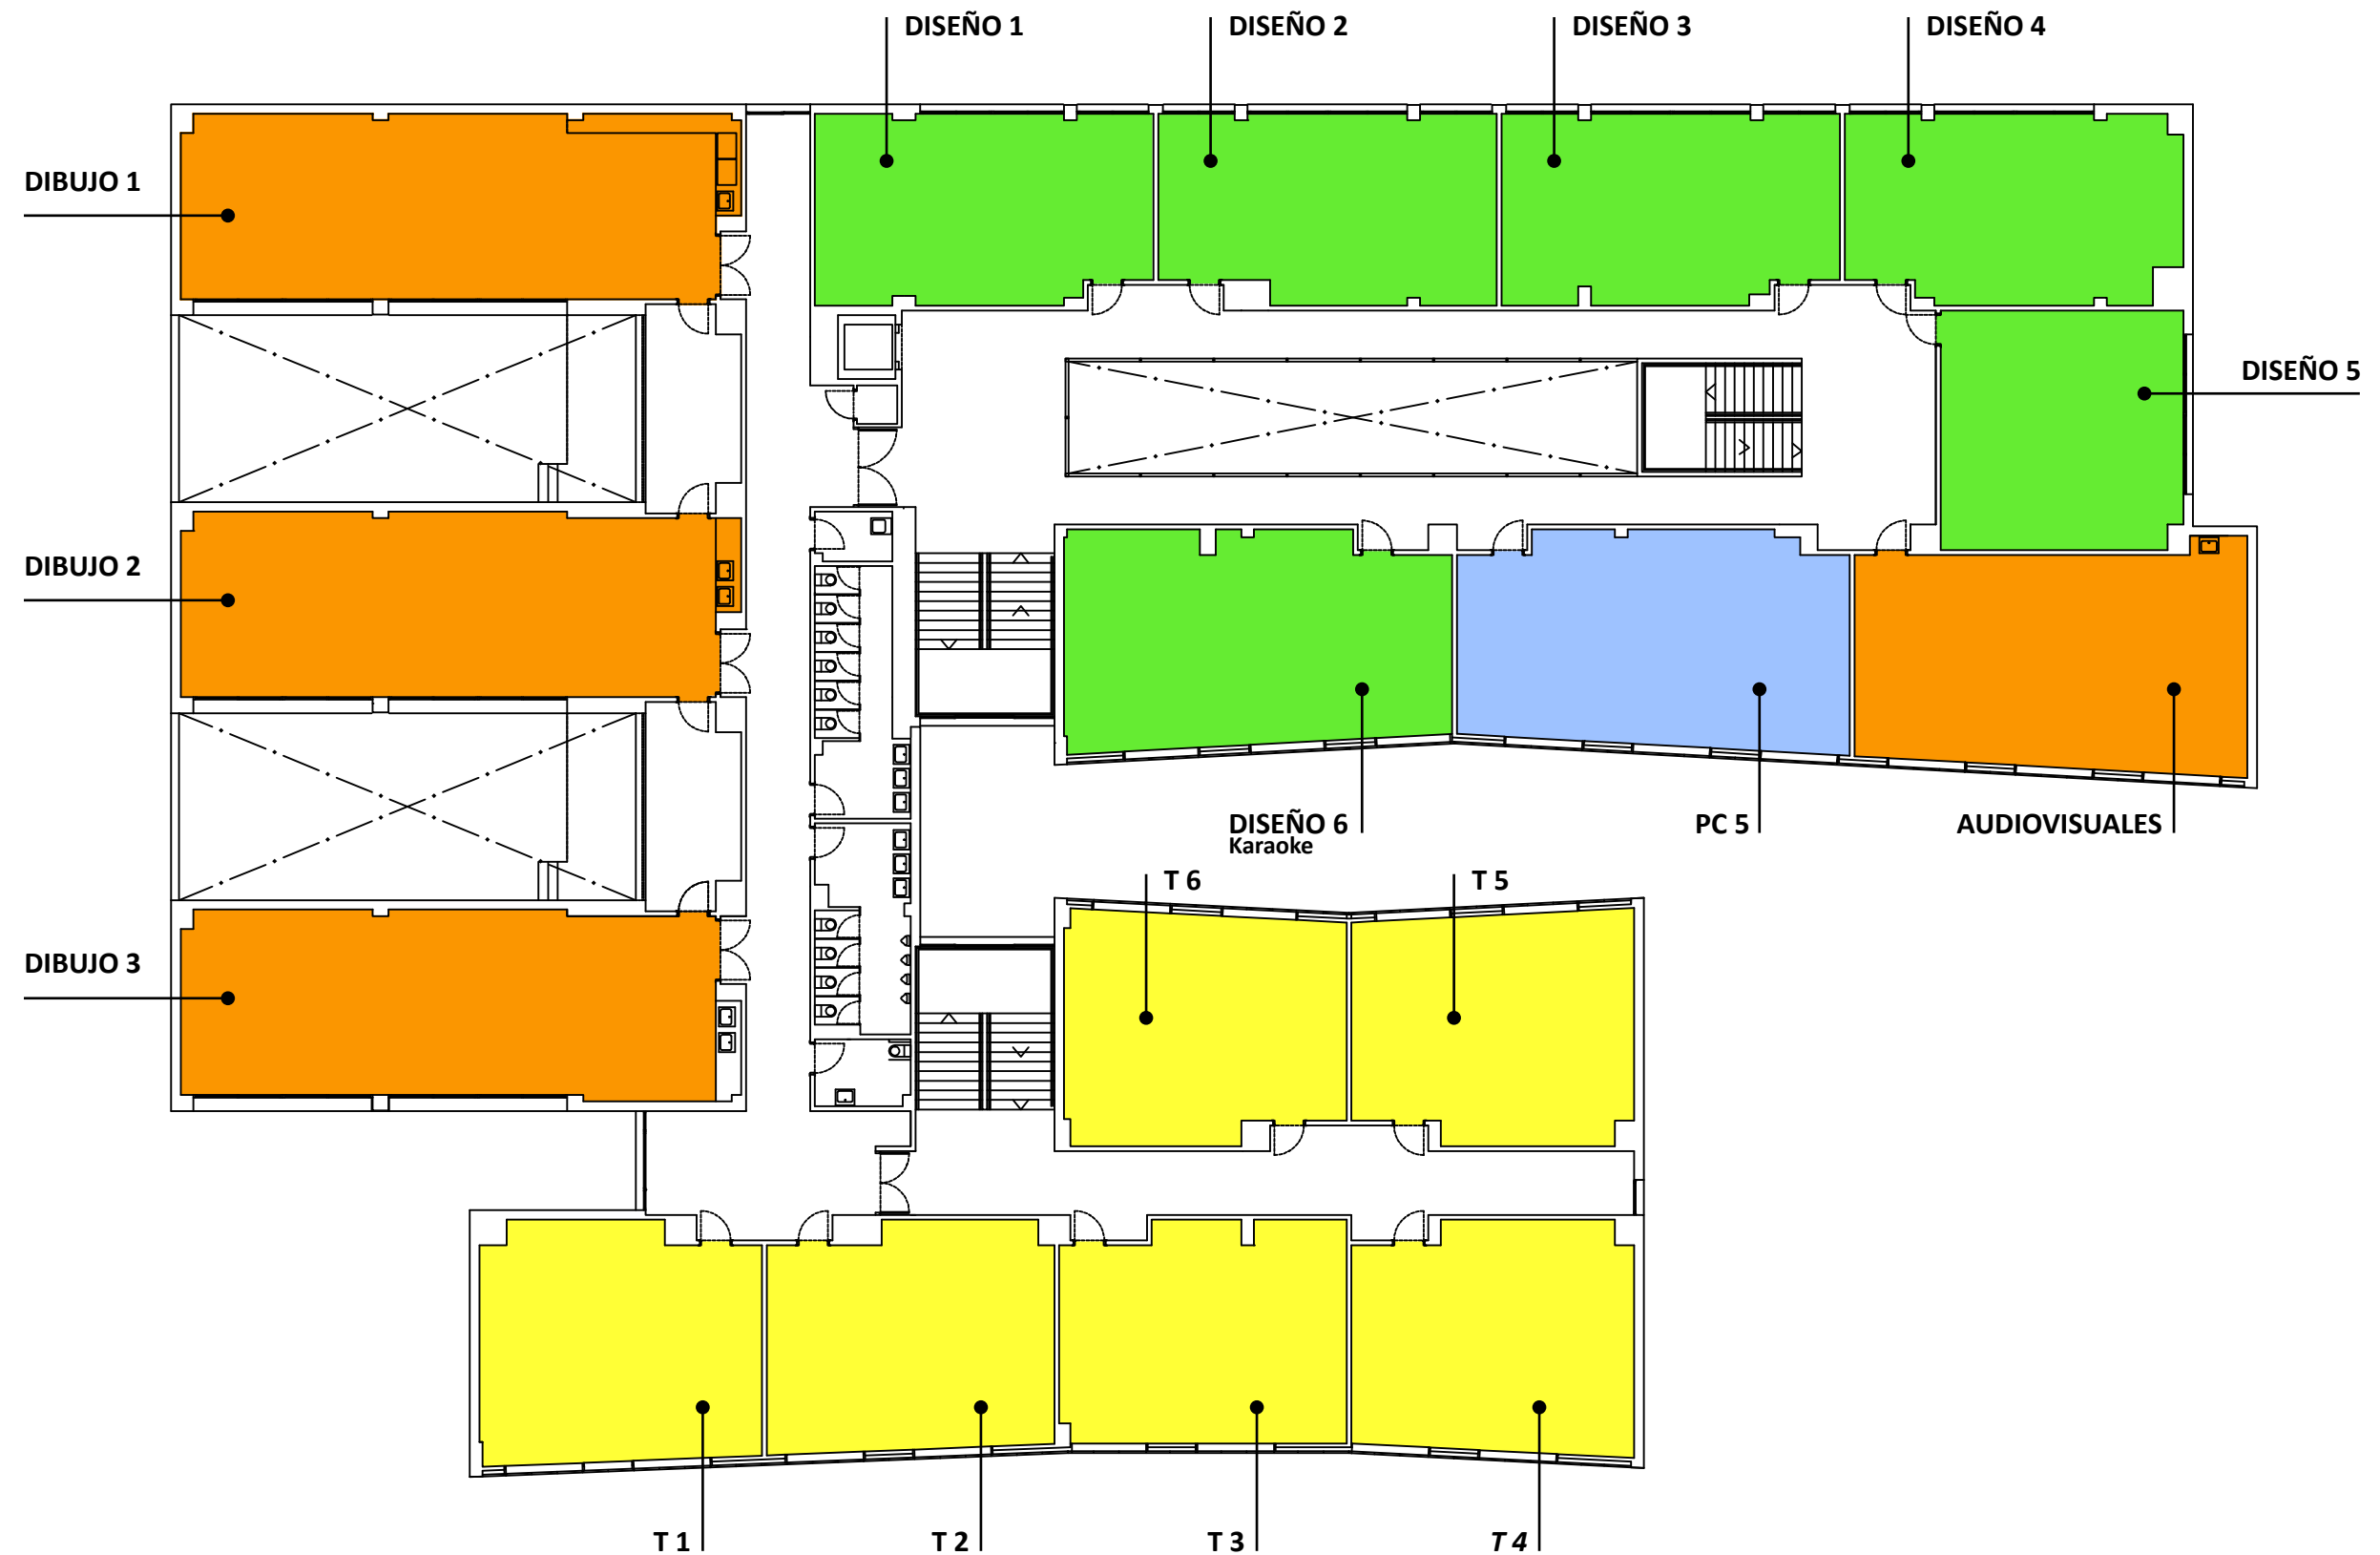 DISEÑO 1
DISEÑO 2
DISEÑO 3
DISEÑO 4
DIBUJO 1
DISEÑO 5
DIBUJO 2
DISEÑO 6
Karaoke
PC 5
AUDIOVISUALES
T 6
T 5
DIBUJO 3
T 1
T 2
T 3
T 4